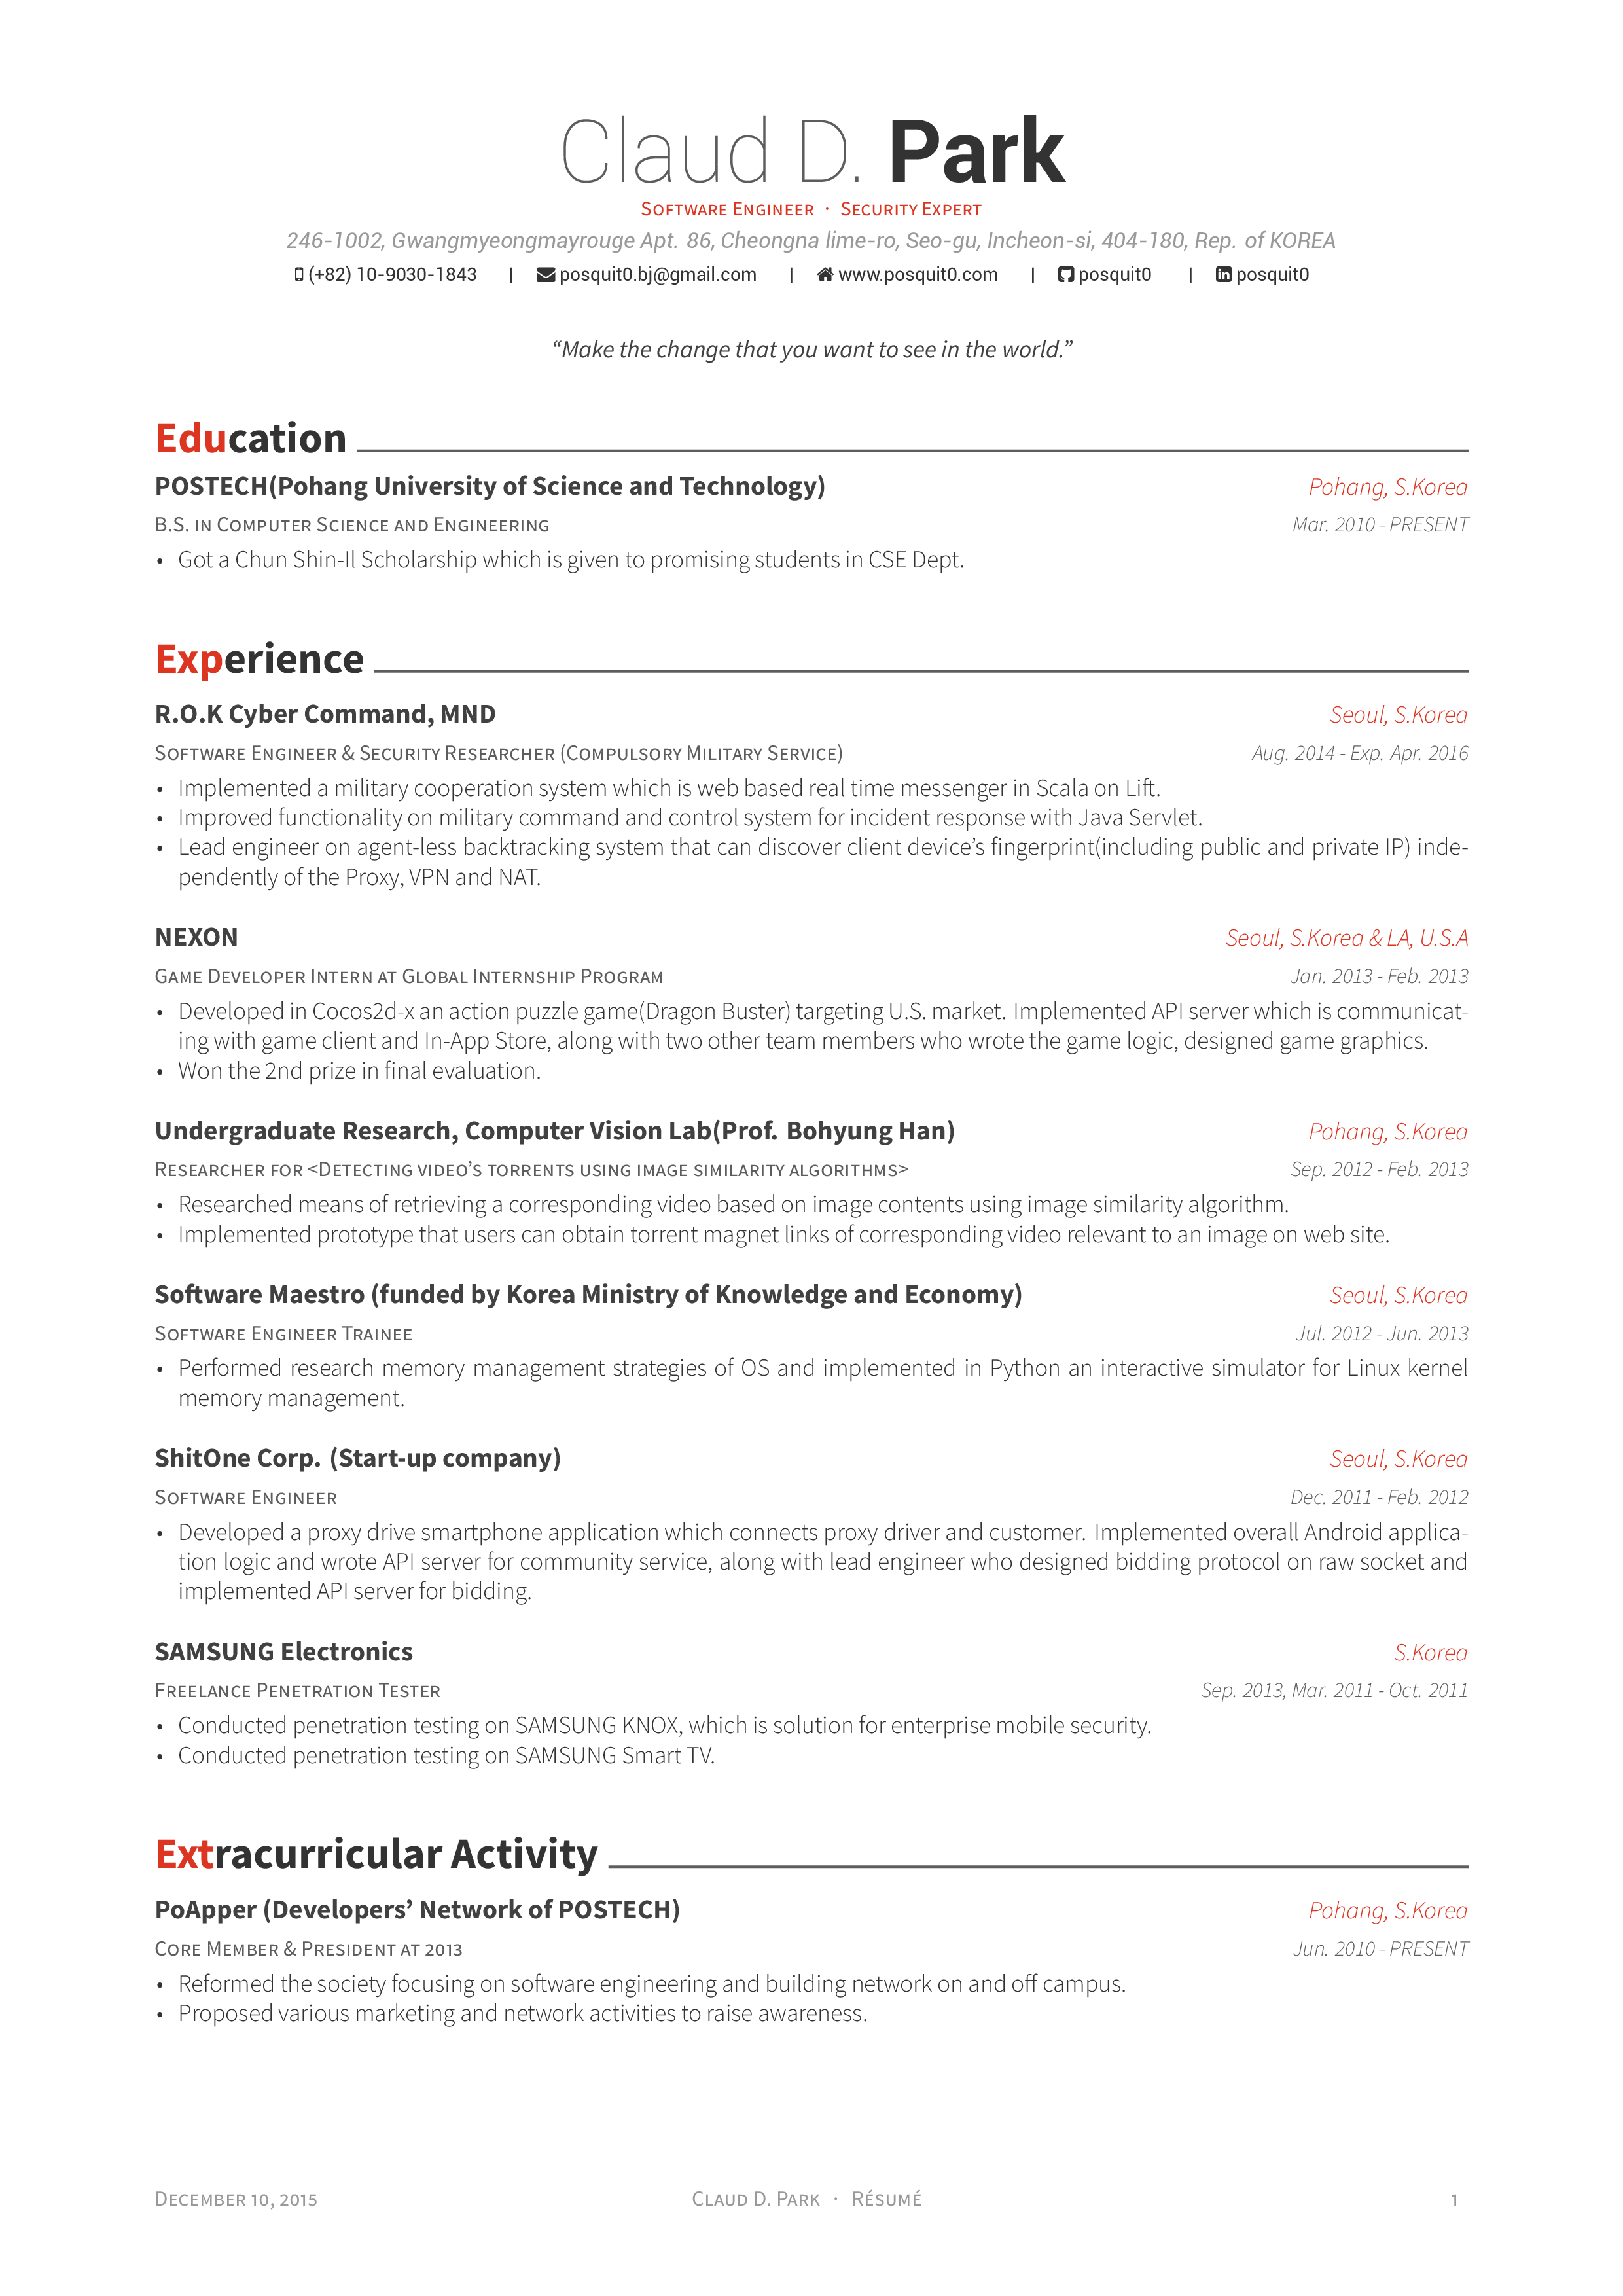 Claud D. Park
Software Engineer · Security Expert
246-1002, Gwangmyeongmayrouge Apt. 86, Cheongna lime-ro, Seo-gu, Incheon-si, 404-180, Rep. of KOREA
(+82) 10-9030-1843 | posquit0.bj@gmail.com | www.posquit0.com | posquit0 | posquit0
“Make the change that you want to see in the world.”
Education
POSTECH(Pohang University of Science and Technology) Pohang, S.Korea
B.S. in Computer Science and Engineering Mar. 2010 - PRESENT
• Got a Chun Shin-Il Scholarship which is given to promising students in CSE Dept.
Experience
R.O.K Cyber Command, MND Seoul, S.Korea
Software Engineer & Security Researcher (Compulsory Military Service) Aug. 2014 - Exp. Apr. 2016
• Implemented a military cooperation system which is web based real time messenger in Scala on Lift.
• Improved functionality on military command and control system for incident response with Java Servlet.
• Lead engineer on agent-less backtracking system that can discover client device’s fingerprint(including public and private IP) inde-
pendently of the Proxy, VPN and NAT.
NEXON Seoul, S.Korea & LA, U.S.A
Game Developer Intern at Global Internship Program Jan. 2013 - Feb. 2013
• Developed in Cocos2d-x an action puzzle game(Dragon Buster) targeting U.S. market. Implemented API server which is communicat-
ing with game client and In-App Store, along with two other team members who wrote the game logic, designed game graphics.
• Won the 2nd prize in final evaluation.
Undergraduate Research, Computer Vision Lab(Prof. Bohyung Han) Pohang, S.Korea
Researcher for <Detecting video’s torrents using image similarity algorithms> Sep. 2012 - Feb. 2013
• Researched means of retrieving a corresponding video based on image contents using image similarity algorithm.
• Implemented prototype that users can obtain torrent magnet links of corresponding video relevant to an image on web site.
Software Maestro (funded by Korea Ministry of Knowledge and Economy) Seoul, S.Korea
Software Engineer Trainee Jul. 2012 - Jun. 2013
• Performed research memory management strategies of OS and implemented in Python an interactive simulator for Linux kernel
memory management.
ShitOne Corp. (Start-up company) Seoul, S.Korea
Software Engineer Dec. 2011 - Feb. 2012
• Developed a proxy drive smartphone application which connects proxy driver and customer. Implemented overall Android applica-
tion logic and wrote API server for community service, along with lead engineer who designed bidding protocol on raw socket and
implemented API server for bidding.
SAMSUNG Electronics S.Korea
Freelance Penetration Tester Sep. 2013, Mar. 2011 - Oct. 2011
• Conducted penetration testing on SAMSUNG KNOX, which is solution for enterprise mobile security.
• Conducted penetration testing on SAMSUNG Smart TV.
Extracurricular Activity
PoApper (Developers’ Network of POSTECH) Pohang, S.Korea
Core Member & President at 2013 Jun. 2010 - PRESENT
• Reformed the society focusing on software engineering and building network on and off campus.
• Proposed various marketing and network activities to raise awareness.
December 10, 2015 Claud D. Park · Résumé 1